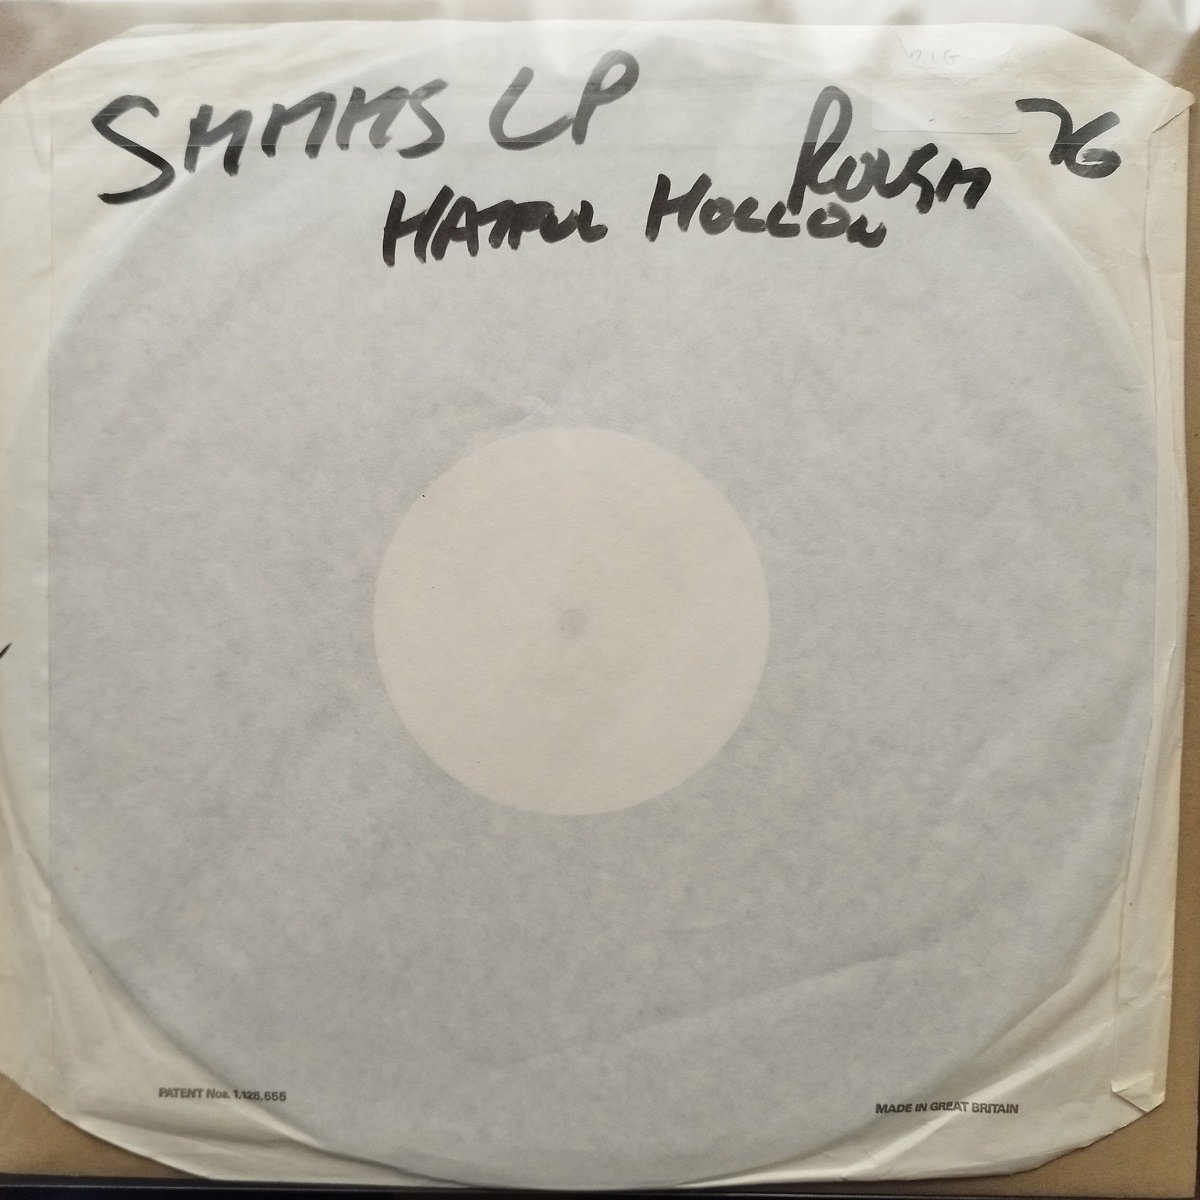 SMITHS LP
ROUGH 76
HATFUL HOLLOW
PATENT Nos. 1,125,555
MADE IN GREAT BRITAIN